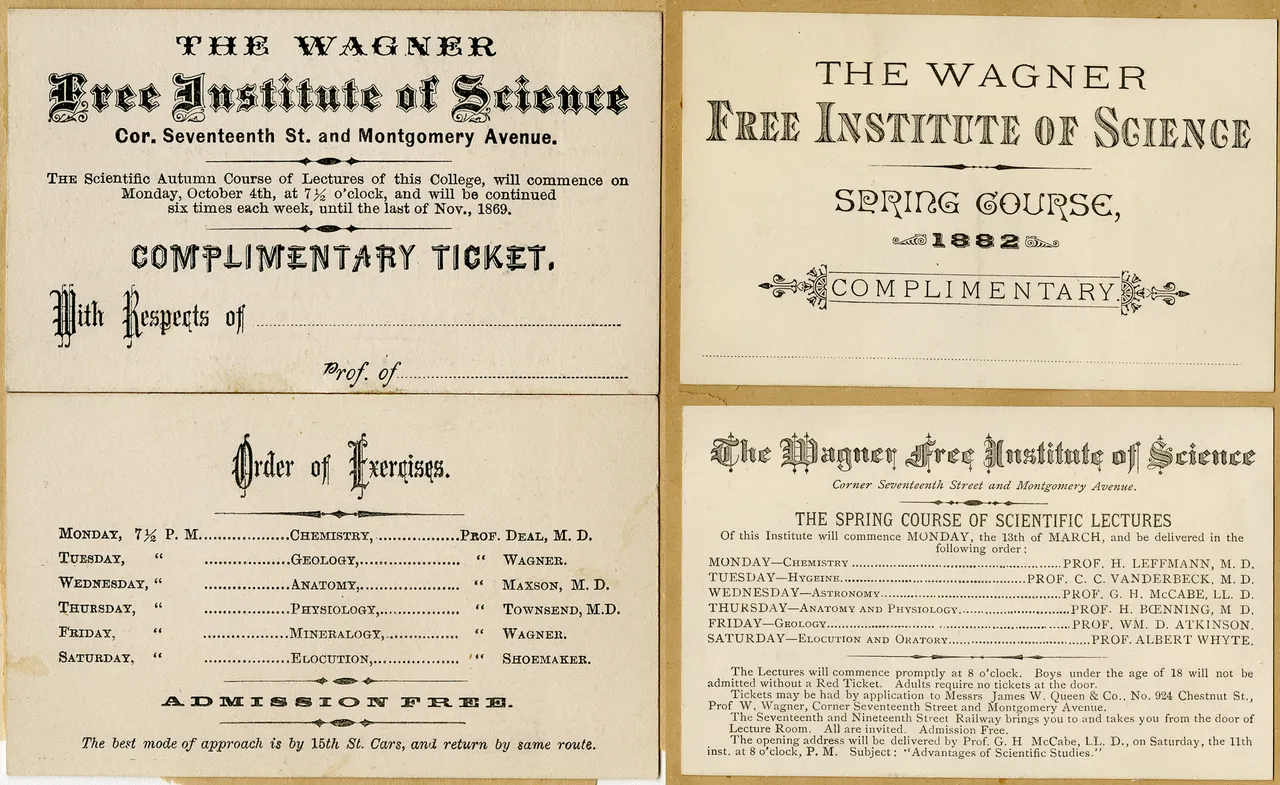 THE WAGNER
Free Institute of Science
Cor. Seventeenth St. and Montgomery Avenue.
THE Scientific Autumn Course of Lectures of this College, will commence on
Monday, October 4th, at 7½ o'clock, and will be continued
six times each week, until the last of Nov., 1869.
COMPLIMENTARY TICKET.
With Respects of
Prof. of
Order of Exercises.
MONDAY, 7½ P. M. CHEMISTRY, PROF. DEAL, M. D.
TUESDAY, “ GEOLOGY, “ WAGNER.
WEDNESDAY, “ ANATOMY, “ MAXSON, M. D.
THURSDAY, “ PHYSIOLOGY, “ TOWNSEND, M.D.
FRIDAY, “ MINERALOGY, “ WAGNER.
SATURDAY, “ ELOCUTION, “ SHOEMAKER.
ADMISSION FREE.
The best mode of approach is by 15th St. Cars, and return by same route.
THE WAGNER
FREE INSTITUTE OF SCIENCE
SPRING COURSE,
1882
COMPLIMENTARY.
The Wagner Free Institute of Science
Corner Seventeenth Street and Montgomery Avenue.
THE SPRING COURSE OF SCIENTIFIC LECTURES
Of this Institute will commence MONDAY, the 13th of MARCH, and be delivered in the
following order:
MONDAY—CHEMISTRY PROF. H. LEFFMANN, M. D.
TUESDAY—HYGEINE. PROF. C. C. VANDERBECK, M. D.
WEDNESDAY—ASTRONOMY PROF. G. H. McCABE, LL. D.
THURSDAY—ANATOMY AND PHYSIOLOGY. PROF. H. BŒNNING, M D.
FRIDAY—GEOLOGY. PROF. WM. D. ATKINSON.
SATURDAY—ELOCUTION AND ORATORY. PROF. ALBERT WHYTE.
The Lectures will commence promptly at 8 o'clock. Boys under the age of 18 will not be
admitted without a Red Ticket. Adults require no tickets at the door.
Tickets may be had by application to Messrs James W. Queen & Co., No. 924 Chestnut St.,
Prof W. Wagner, Corner Seventeenth Street and Montgomery Avenue.
The Seventeenth and Nineteenth Street Railway brings you to and takes you from the door of
Lecture Room. All are invited. Admission Free.
The opening address will be delivered by Prof. G. H McCabe, LL. D., on Saturday, the 11th
inst. at 8 o'clock, P. M. Subject: "Advantages of Scientific Studies."